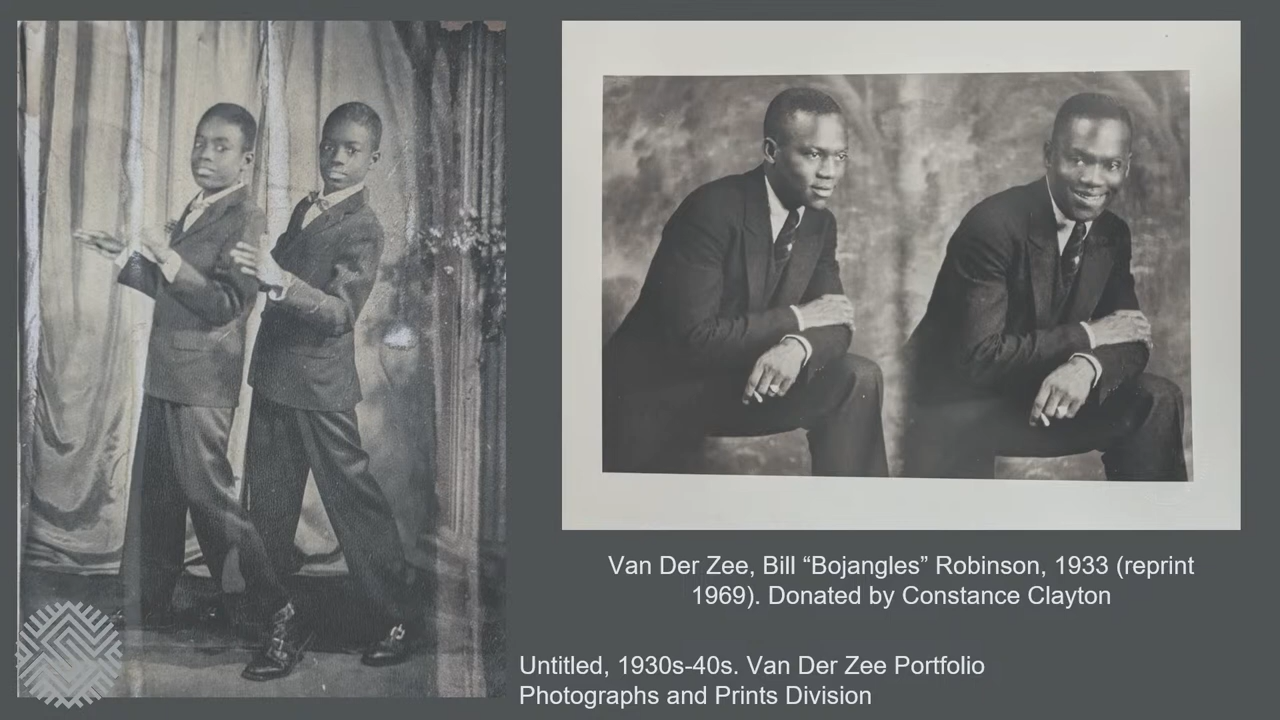 Van Der Zee, Bill “Bojangles” Robinson, 1933 (reprint
1969). Donated by Constance Clayton
Untitled, 1930s-40s. Van Der Zee Portfolio
Photographs and Prints Division